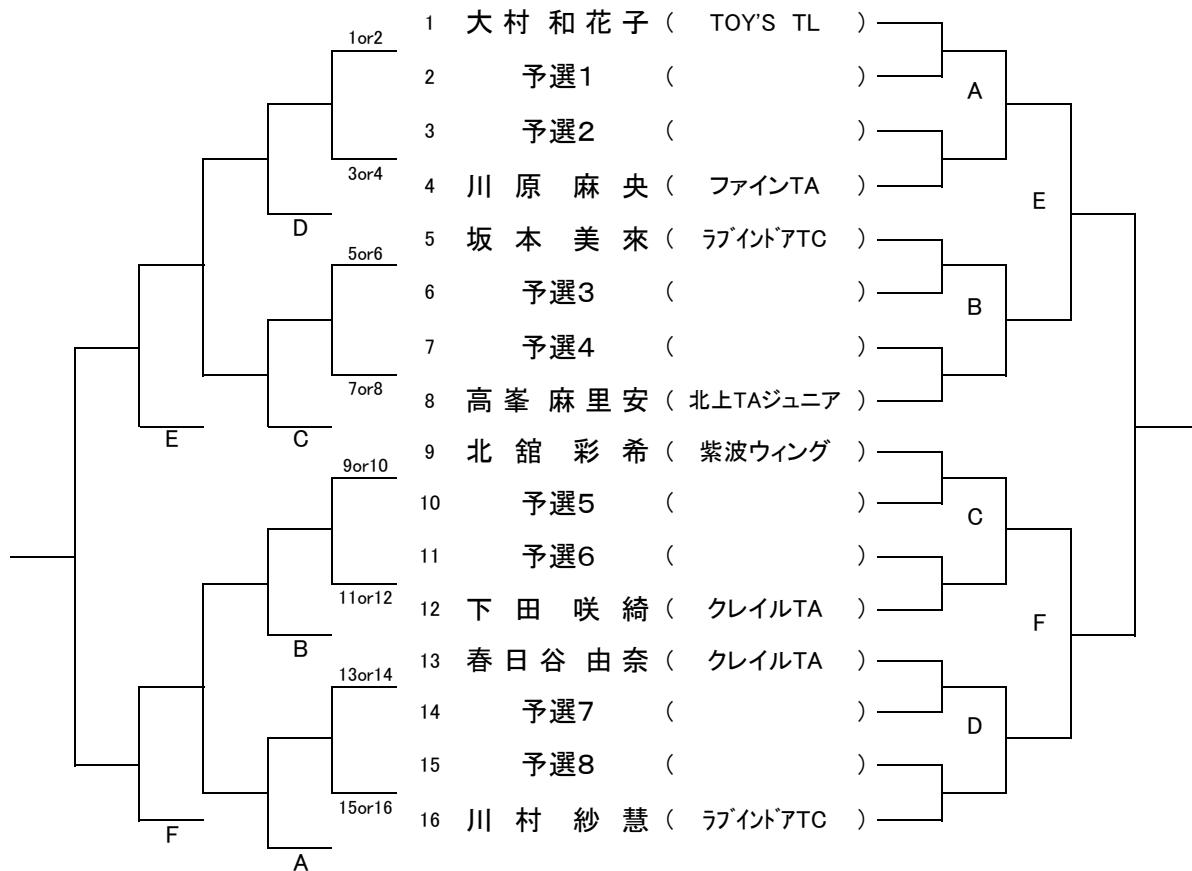 1 大村 和花子 ( TOY'S TL )
1or2
2 予選1 ( )
A
3 予選2 ( )
3or4
4 川原 麻央 ( ファインTA )
D
E
5 坂本 美來 ( ラブインドアTC )
5or6
6 予選3 ( )
B
7 予選4 ( )
7or8
8 高峯 麻里安 ( 北上TAジュニア )
E
C
9 北舘 彩希 ( 紫波ウィング )
9or10
10 予選5 ( )
C
11 予選6 ( )
11or12
12 下田 咲綺 ( クレイルTA )
F
B
13 春日谷 由奈 ( クレイルTA )
13or14
14 予選7 ( )
D
15 予選8 ( )
15or16
16 川村 紗慧 ( ラブインドアTC )
F
A